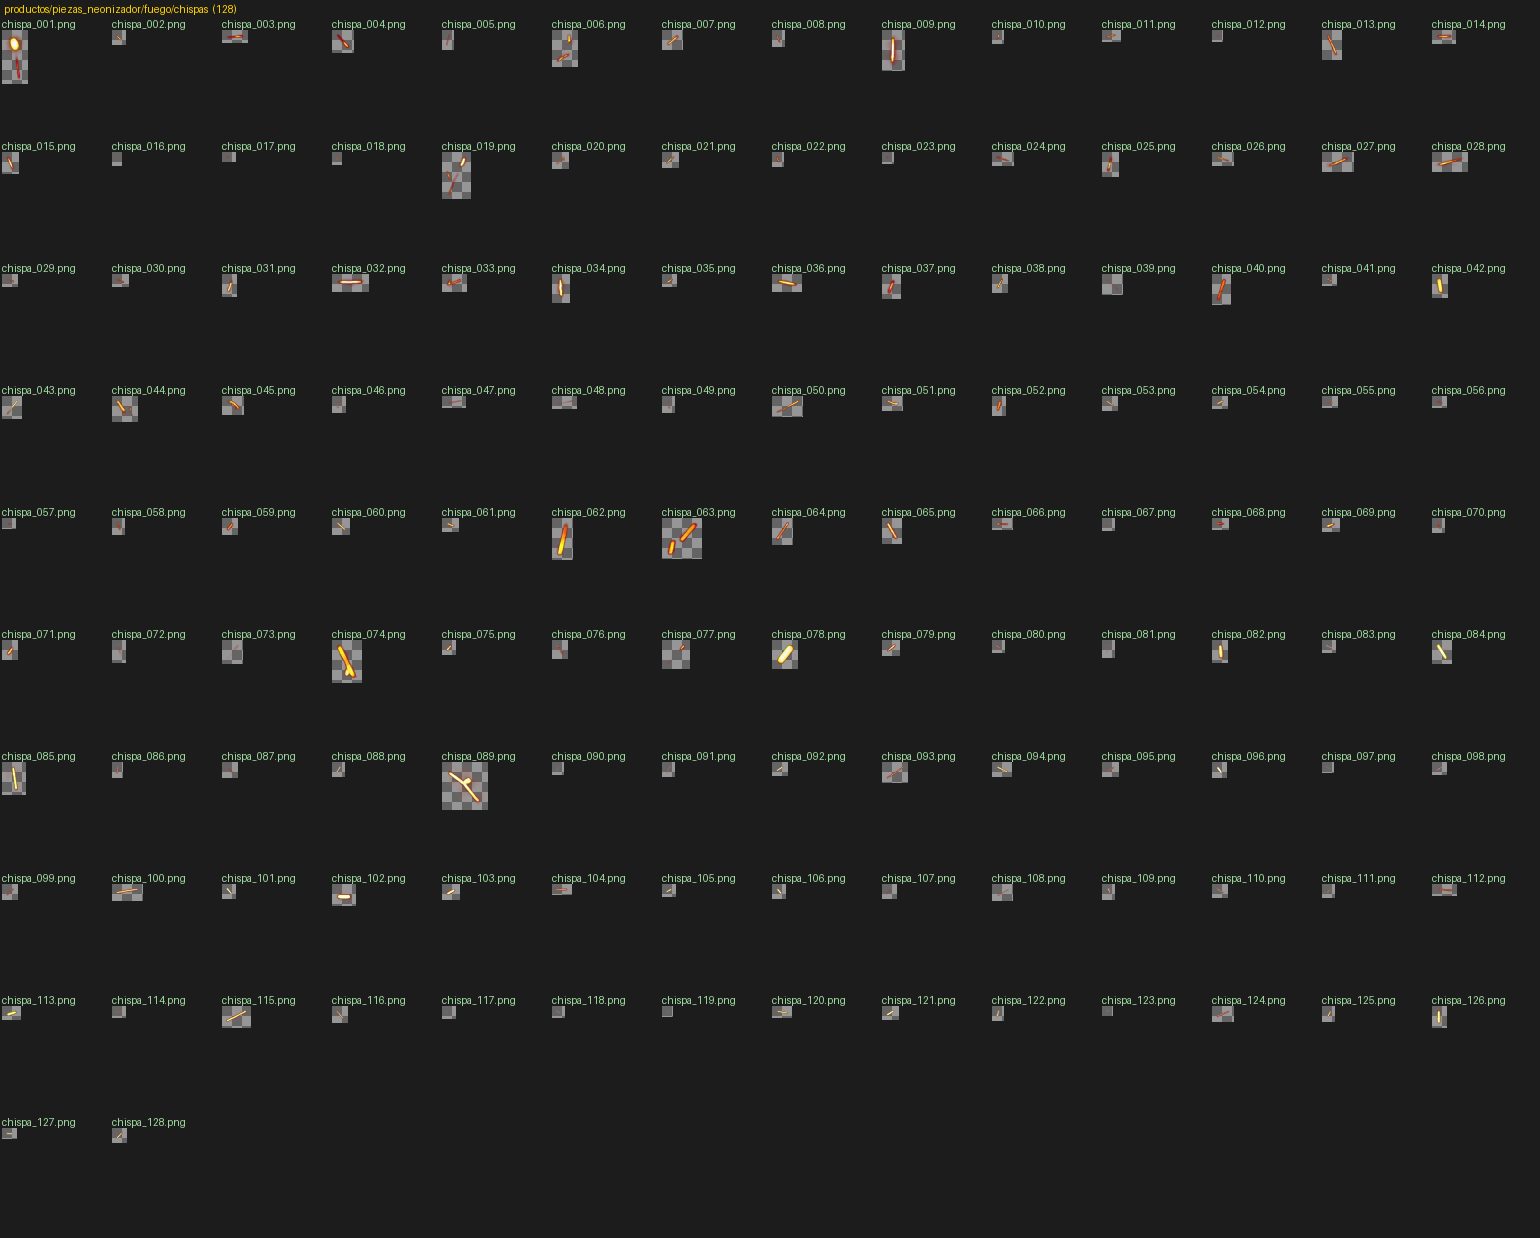 productos/piezas_neonizador/fuego/chispas (128)
chispa_001.png chispa_002.png chispa_003.png chispa_004.png chispa_005.png chispa_006.png chispa_007.png chispa_008.png chispa_009.png chispa_010.png chispa_011.png chispa_012.png chispa_013.png chispa_014.png
chispa_015.png chispa_016.png chispa_017.png chispa_018.png chispa_019.png chispa_020.png chispa_021.png chispa_022.png chispa_023.png chispa_024.png chispa_025.png chispa_026.png chispa_027.png chispa_028.png
chispa_029.png chispa_030.png chispa_031.png chispa_032.png chispa_033.png chispa_034.png chispa_035.png chispa_036.png chispa_037.png chispa_038.png chispa_039.png chispa_040.png chispa_041.png chispa_042.png
chispa_043.png chispa_044.png chispa_045.png chispa_046.png chispa_047.png chispa_048.png chispa_049.png chispa_050.png chispa_051.png chispa_052.png chispa_053.png chispa_054.png chispa_055.png chispa_056.png
chispa_057.png chispa_058.png chispa_059.png chispa_060.png chispa_061.png chispa_062.png chispa_063.png chispa_064.png chispa_065.png chispa_066.png chispa_067.png chispa_068.png chispa_069.png chispa_070.png
chispa_071.png chispa_072.png chispa_073.png chispa_074.png chispa_075.png chispa_076.png chispa_077.png chispa_078.png chispa_079.png chispa_080.png chispa_081.png chispa_082.png chispa_083.png chispa_084.png
chispa_085.png chispa_086.png chispa_087.png chispa_088.png chispa_089.png chispa_090.png chispa_091.png chispa_092.png chispa_093.png chispa_094.png chispa_095.png chispa_096.png chispa_097.png chispa_098.png
chispa_099.png chispa_100.png chispa_101.png chispa_102.png chispa_103.png chispa_104.png chispa_105.png chispa_106.png chispa_107.png chispa_108.png chispa_109.png chispa_110.png chispa_111.png chispa_112.png
chispa_113.png chispa_114.png chispa_115.png chispa_116.png chispa_117.png chispa_118.png chispa_119.png chispa_120.png chispa_121.png chispa_122.png chispa_123.png chispa_124.png chispa_125.png chispa_126.png
chispa_127.png chispa_128.png